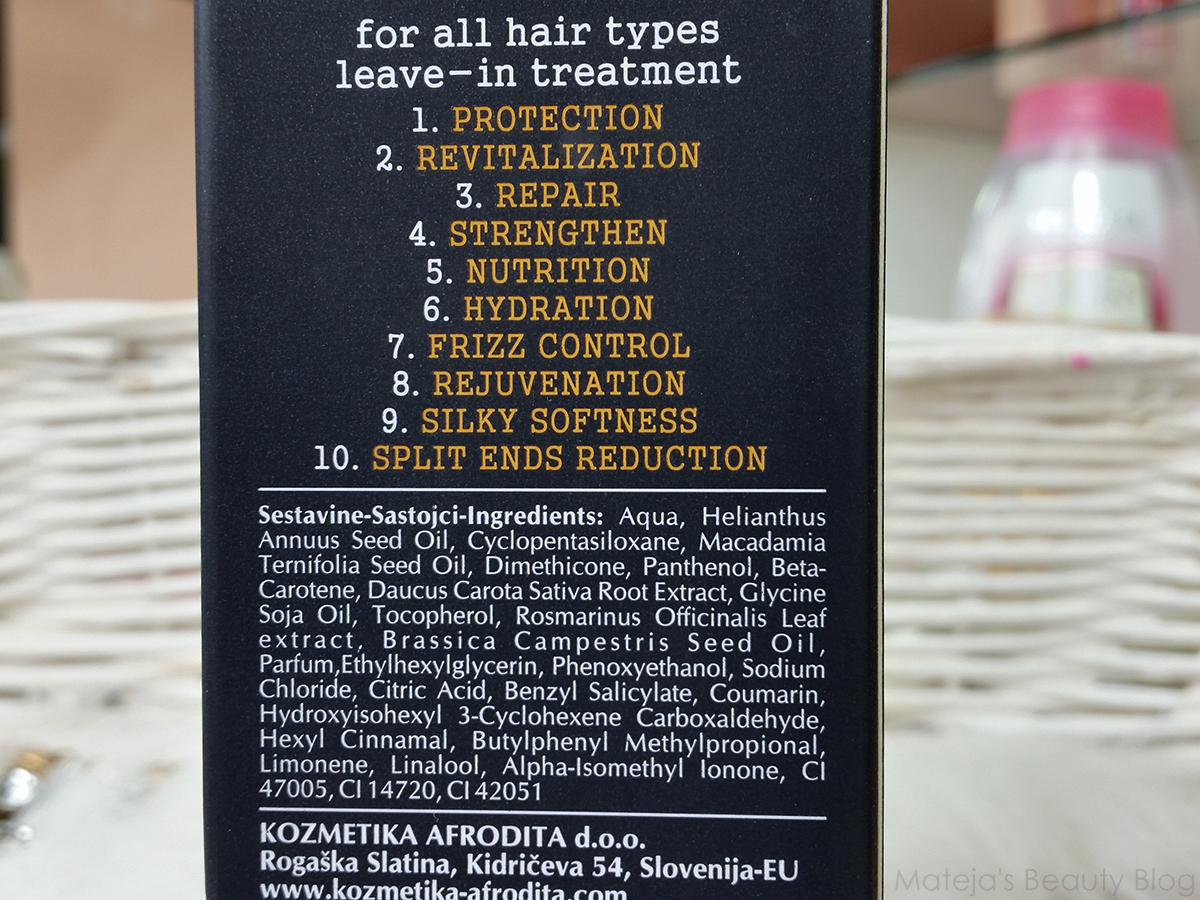 for all hair types
leave-in treatment
1. PROTECTION
2. REVITALIZATION
3. REPAIR
4. STRENGTHEN
5. NUTRITION
6. HYDRATION
7. FRIZZ CONTROL
8. REJUVENATION
9. SILKY SOFTNESS
10. SPLIT ENDS REDUCTION
Sestavine-Sastojci-Ingredients: Aqua, Helianthus
Annuus Seed Oil, Cyclopentasiloxane, Macadamia
Ternifolia Seed Oil, Dimethicone, Panthenol, Beta-
Carotene, Daucus Carota Sativa Root Extract, Glycine
Soja Oil, Tocopherol, Rosmarinus Officinalis Leaf
extract, Brassica Campestris Seed Oil,
Parfum,Ethylhexylglycerin, Phenoxyethanol, Sodium
Chloride, Citric Acid, Benzyl Salicylate, Coumarin,
Hydroxyisohexyl 3-Cyclohexene Carboxaldehyde,
Hexyl Cinnamal, Butylphenyl Methylpropional,
Limonene, Linalool, Alpha-Isomethyl Ionone, CI
47005, CI 14720, CI 42051
KOZMETIKA AFRODITA d.o.o.
Rogaška Slatina, Kidričeva 54, Slovenija-EU
www.kozmetika-afrodita.com
Mateja's Beauty Blog